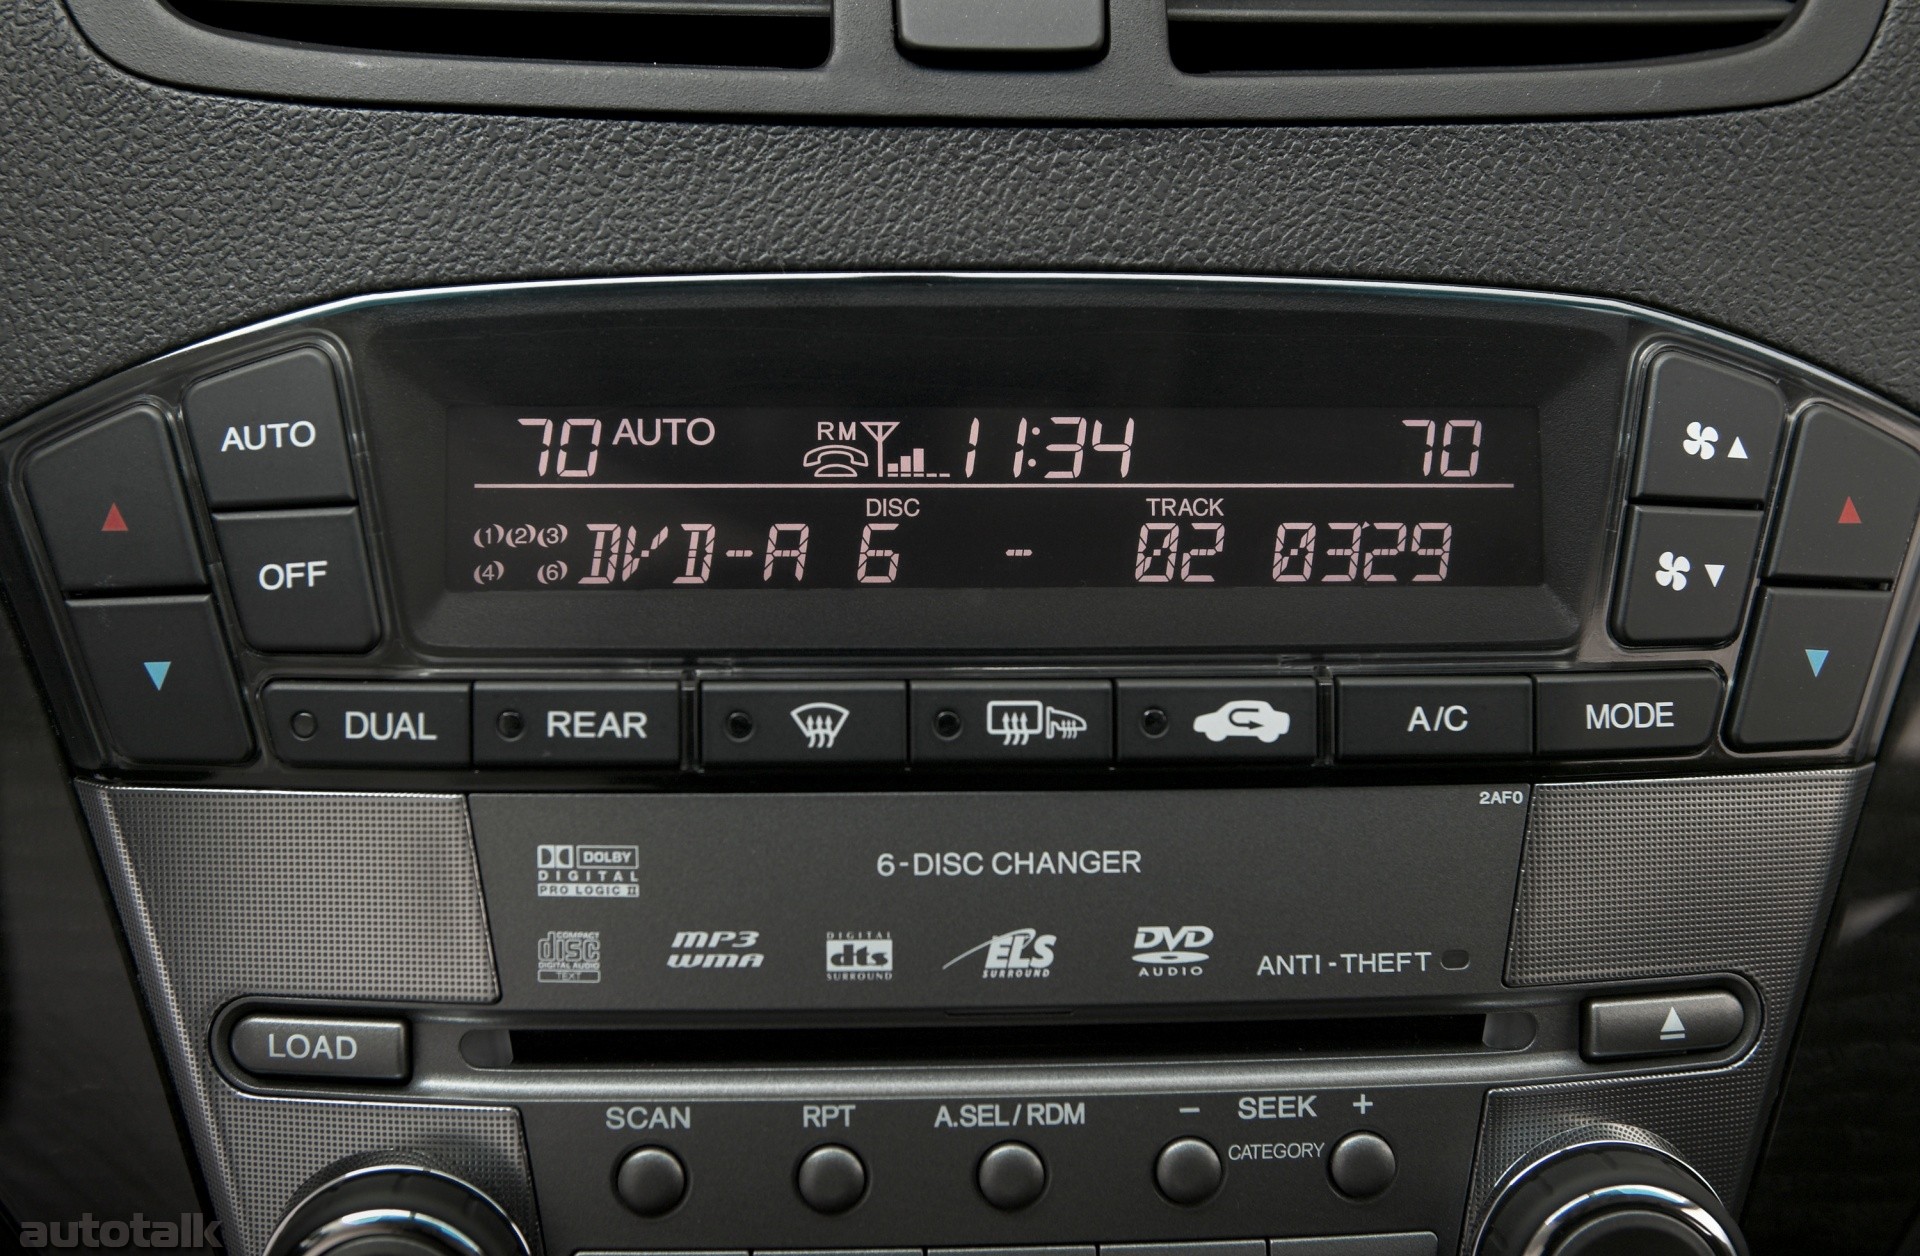 AUTO
OFF
70 AUTO RM 11:34 70
DISC TRACK
(1)(2)(3) DVD-A 6 - 02 03'29
(4) (6)
DUAL REAR A/C MODE
2AF0
DOLBY
DIGITAL
PRO LOGIC II
6-DISC CHANGER
COMPACT
disc
DIGITAL AUDIO
TEXT
MP3
WMA
DIGITAL
dts
SURROUND
ELS
SURROUND
DVD
AUDIO
ANTI-THEFT
LOAD
SCAN RPT A.SEL/RDM - SEEK +
CATEGORY
autotalk